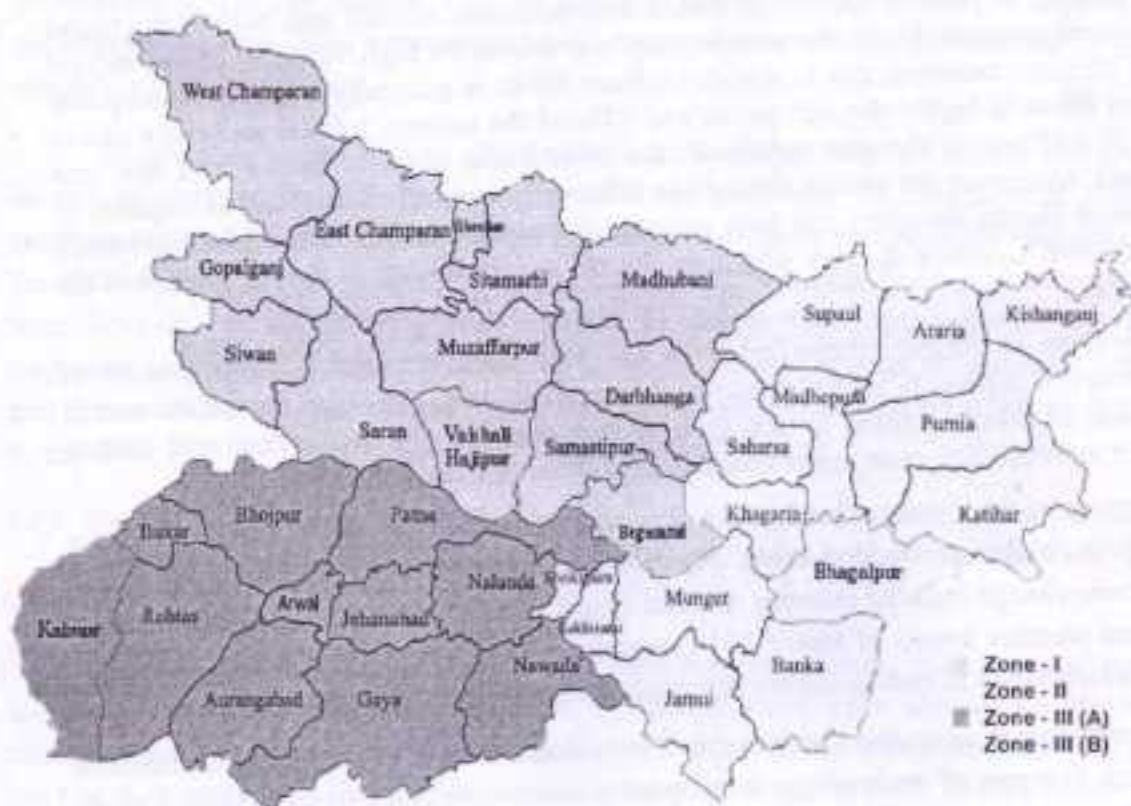 West Champaran
East Champaran
Sitamarhi
Gopalganj
Madhubani
Supaul
Araria
Kishanganj
Siwan
Muzaffarpur
Darbhanga
Madhepura
Purnia
Saran
Vaishali
Hajipur
Samastipur
Saharsa
Katihar
Buxar
Bhojpur
Patna
Begusarai
Khagaria
Bhagalpur
Nalanda
Munger
Kaimur
Rohtas
Arwal
Jehanabad
Nawada
Banka
Aurangabad
Gaya
Jamui
Zone - I
Zone - II
Zone - III (A)
Zone - III (B)